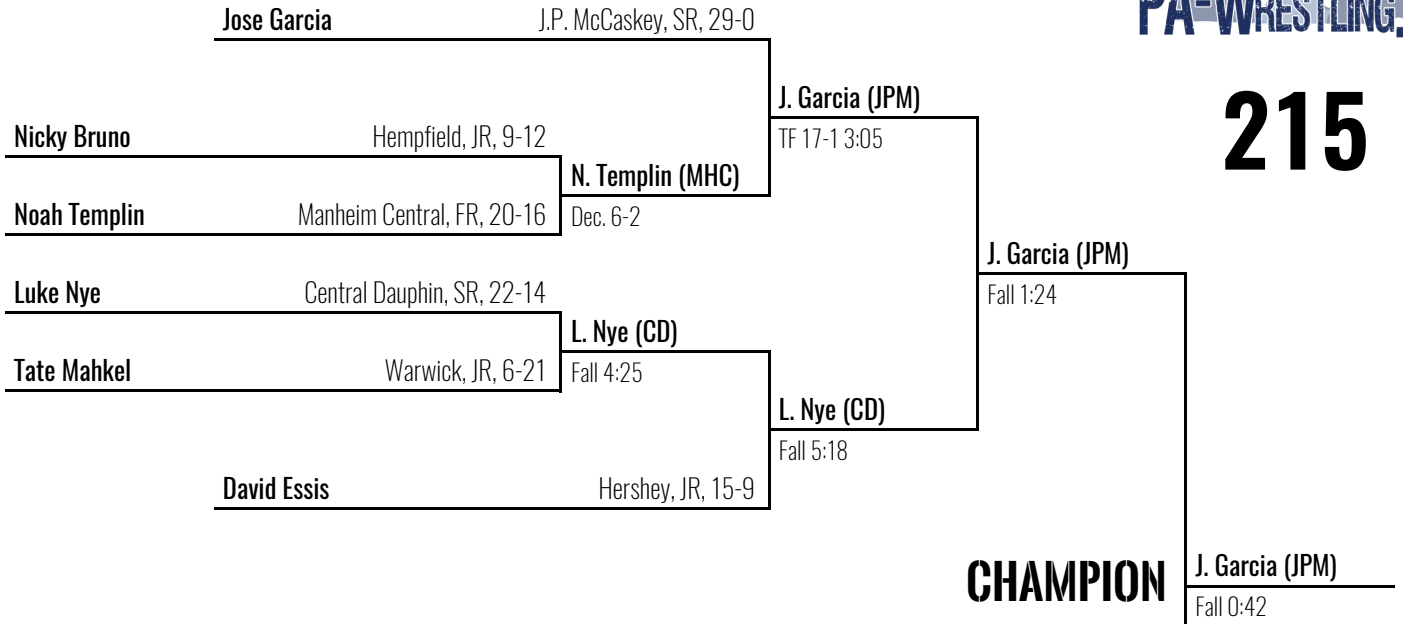 Jose Garcia J.P. McCaskey, SR, 29-0
PA-WRESTLING.
215
J. Garcia (JPM)
TF 17-1 3:05
Nicky Bruno Hempfield, JR, 9-12
N. Templin (MHC)
Dec. 6-2
Noah Templin Manheim Central, FR, 20-16
J. Garcia (JPM)
Fall 1:24
Luke Nye Central Dauphin, SR, 22-14
L. Nye (CD)
Fall 4:25
Tate Mahkel Warwick, JR, 6-21
L. Nye (CD)
Fall 5:18
David Essis Hershey, JR, 15-9
CHAMPION
J. Garcia (JPM)
Fall 0:42